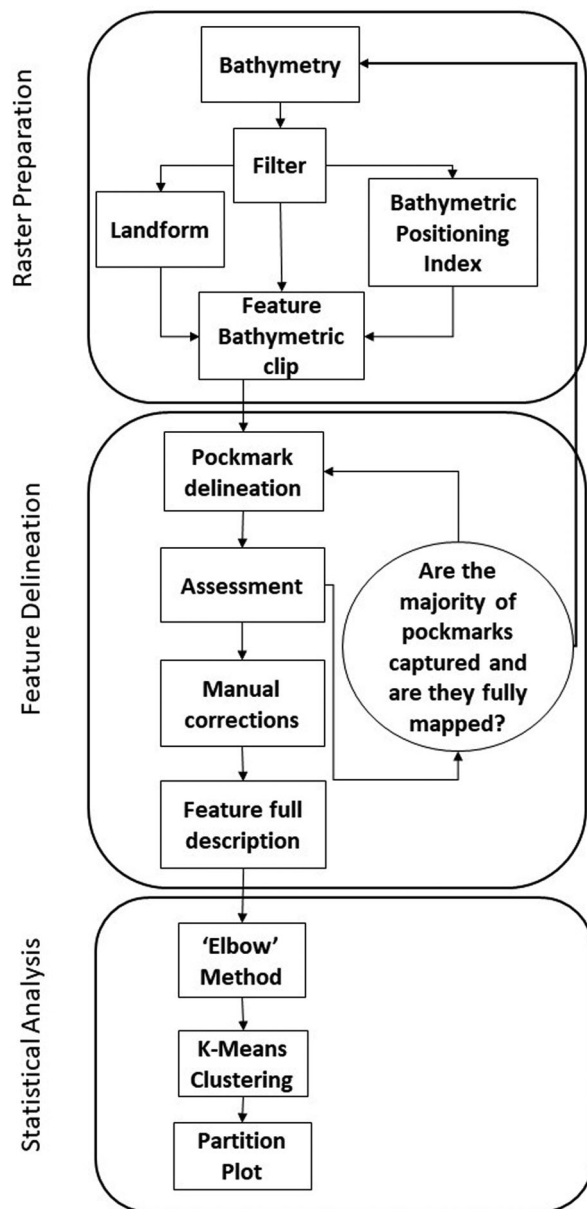 Raster Preparation
Bathymetry
Filter
Landform
Bathymetric
Positioning
Index
Feature
Bathymetric
clip
Feature Delineation
Pockmark
delineation
Assessment
Are the
majority of
pockmarks
captured and
are they fully
mapped?
Manual
corrections
Feature full
description
Statistical Analysis
‘Elbow’
Method
K-Means
Clustering
Partition
Plot